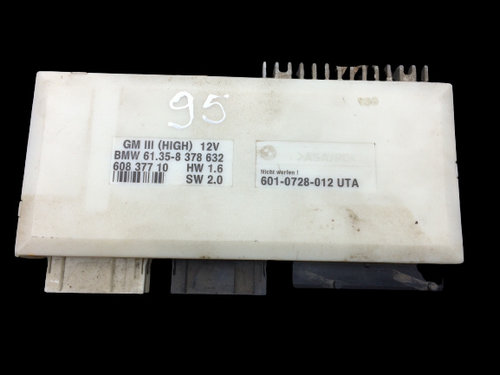 95
GM III (HIGH) 12V
BMW 61.35-8 378 632
608 377 10 HW 1.6
SW 2.0
Nicht werfen !
601-0728-012 UTA